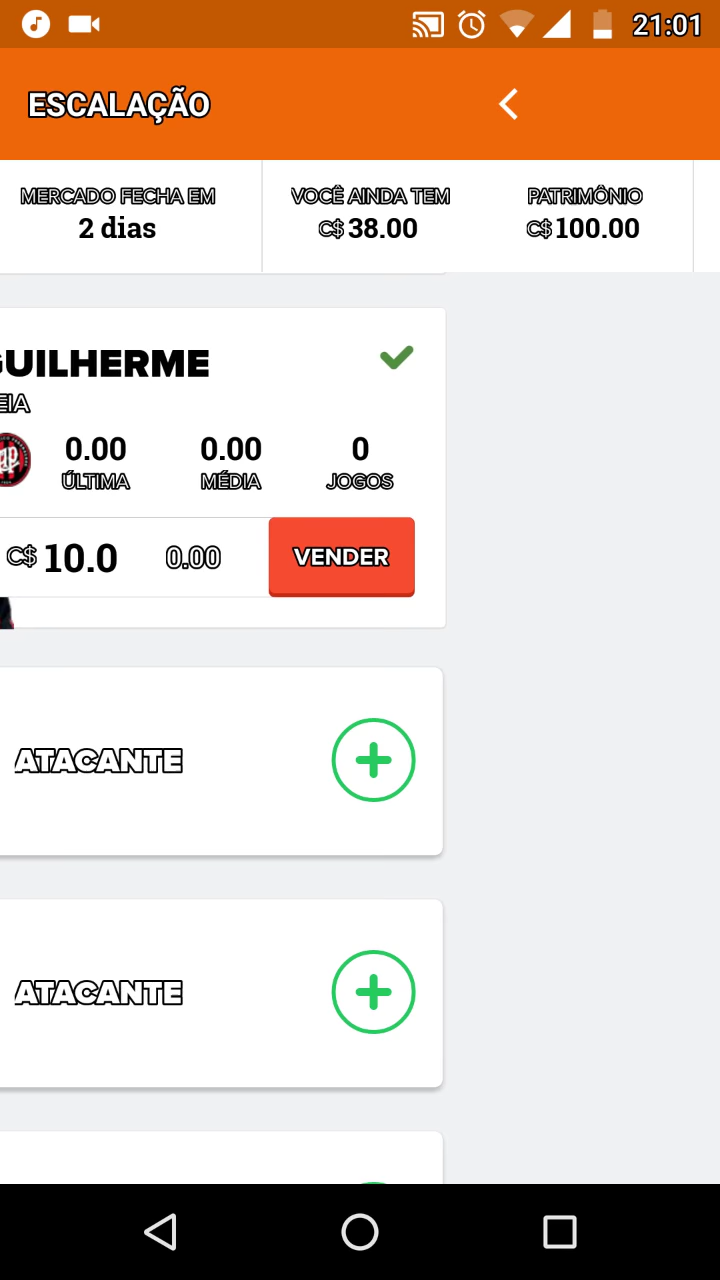 21:01
ESCALAÇÃO
MERCADO FECHA EM
2 dias
VOCÊ AINDA TEM
C$ 38.00
PATRIMÔNIO
C$ 100.00
GUILHERME
EIA
0.00
ÚLTIMA
0.00
MÉDIA
0
JOGOS
C$ 10.0
0.00
VENDER
ATACANTE
ATACANTE